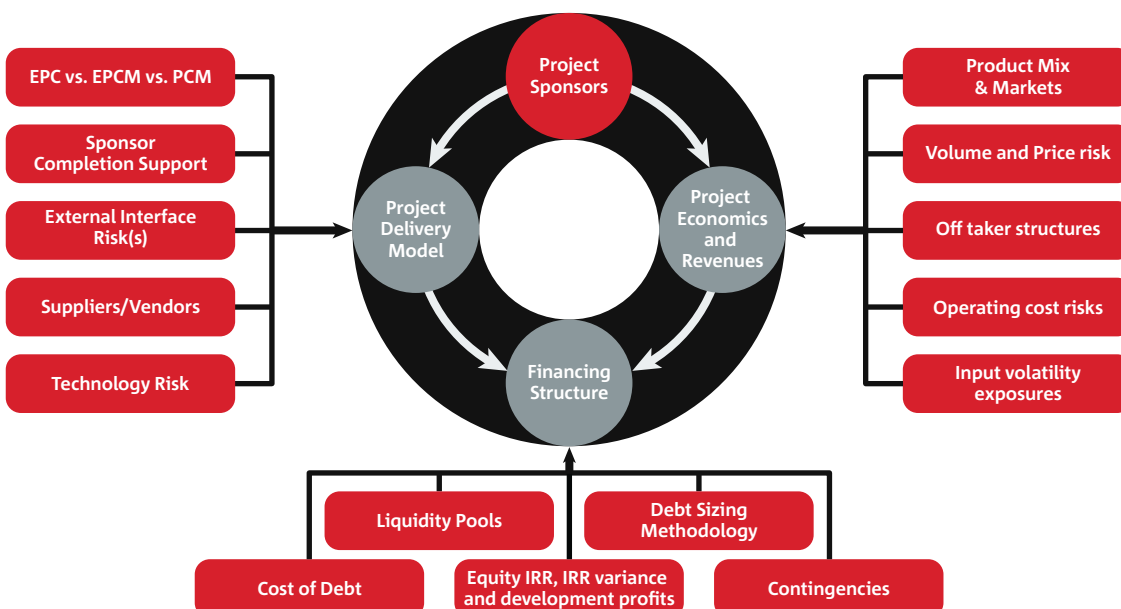 Project
Sponsors
EPC vs. EPCM vs. PCM
Sponsor
Completion Support
External Interface
Risk(s)
Suppliers/Vendors
Technology Risk
Project
Delivery
Model
Project
Economics
and
Revenues
Product Mix
& Markets
Volume and Price risk
Off taker structures
Operating cost risks
Input volatility
exposures
Financing
Structure
Liquidity Pools
Debt Sizing
Methodology
Cost of Debt
Equity IRR, IRR variance
and development profits
Contingencies